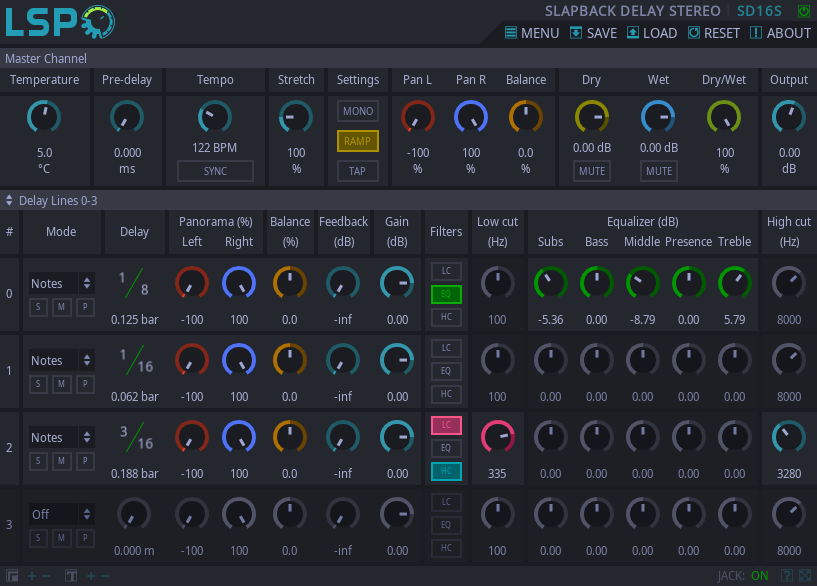 LSP
SLAPBACK DELAY STEREO SD16S
MENU SAVE LOAD RESET ABOUT
Master Channel
Temperature Pre-delay Tempo Stretch Settings Pan L Pan R Balance Dry Wet Dry/Wet Output
MONO
5.0 0.000 122 BPM 100 RAMP -100 100 0.0 0.00 dB 0.00 dB 100 0.00
°C ms SYNC % TAP % % % MUTE MUTE % dB
Delay Lines 0-3
# Mode Delay Panorama (%) Balance Feedback Gain Filters Low cut Equalizer (dB) High cut
Left Right (%) (dB) (dB) (Hz) Subs Bass Middle Presence Treble (Hz)
0 Notes 1/8 LC
S M P EQ
0.125 bar -100 100 0.0 -inf 0.00 HC 100 -5.36 0.00 -8.79 0.00 5.79 8000
1 Notes 1/16 LC
S M P EQ
0.062 bar -100 100 0.0 -inf 0.00 HC 100 0.00 0.00 0.00 0.00 0.00 8000
2 Notes 3/16 LC
S M P EQ
0.188 bar -100 100 0.0 -inf 0.00 HC 335 0.00 0.00 0.00 0.00 0.00 3280
3 Off LC
S M P EQ
0.000 m -100 100 0.0 -inf 0.00 HC 100 0.00 0.00 0.00 0.00 0.00 8000
+ - T + - JACK: ON ?